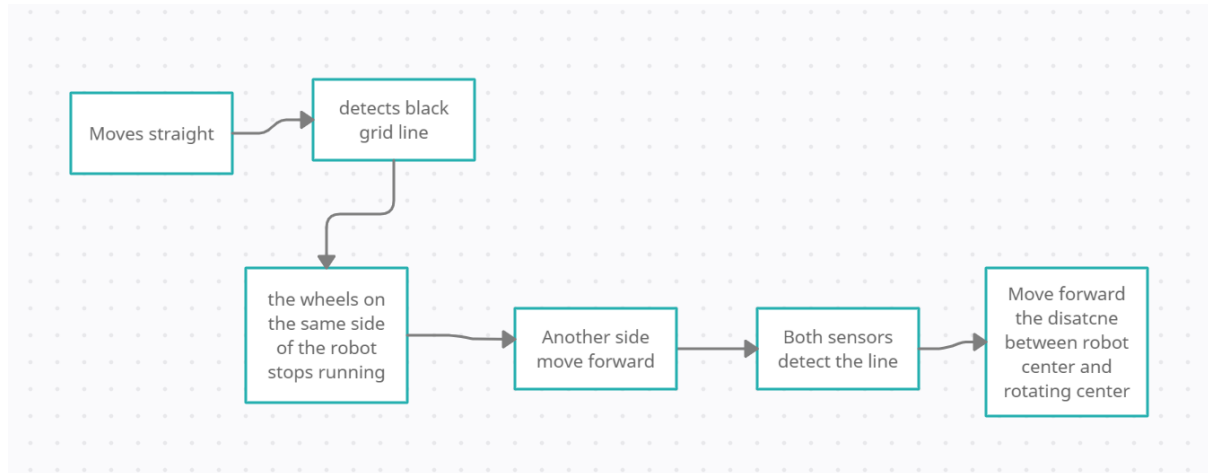 Moves straight
detects black
grid line
the wheels on
the same side
of the robot
stops running
Another side
move forward
Both sensors
detect the line
Move forward
the disatcne
between robot
center and
rotating center